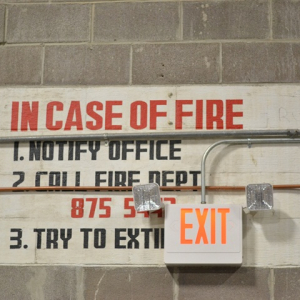 IN CASE OF FIRE
1. NOTIFY OFFICE
2. CALL FIRE DEPT
875
3. TRY TO
EXIT